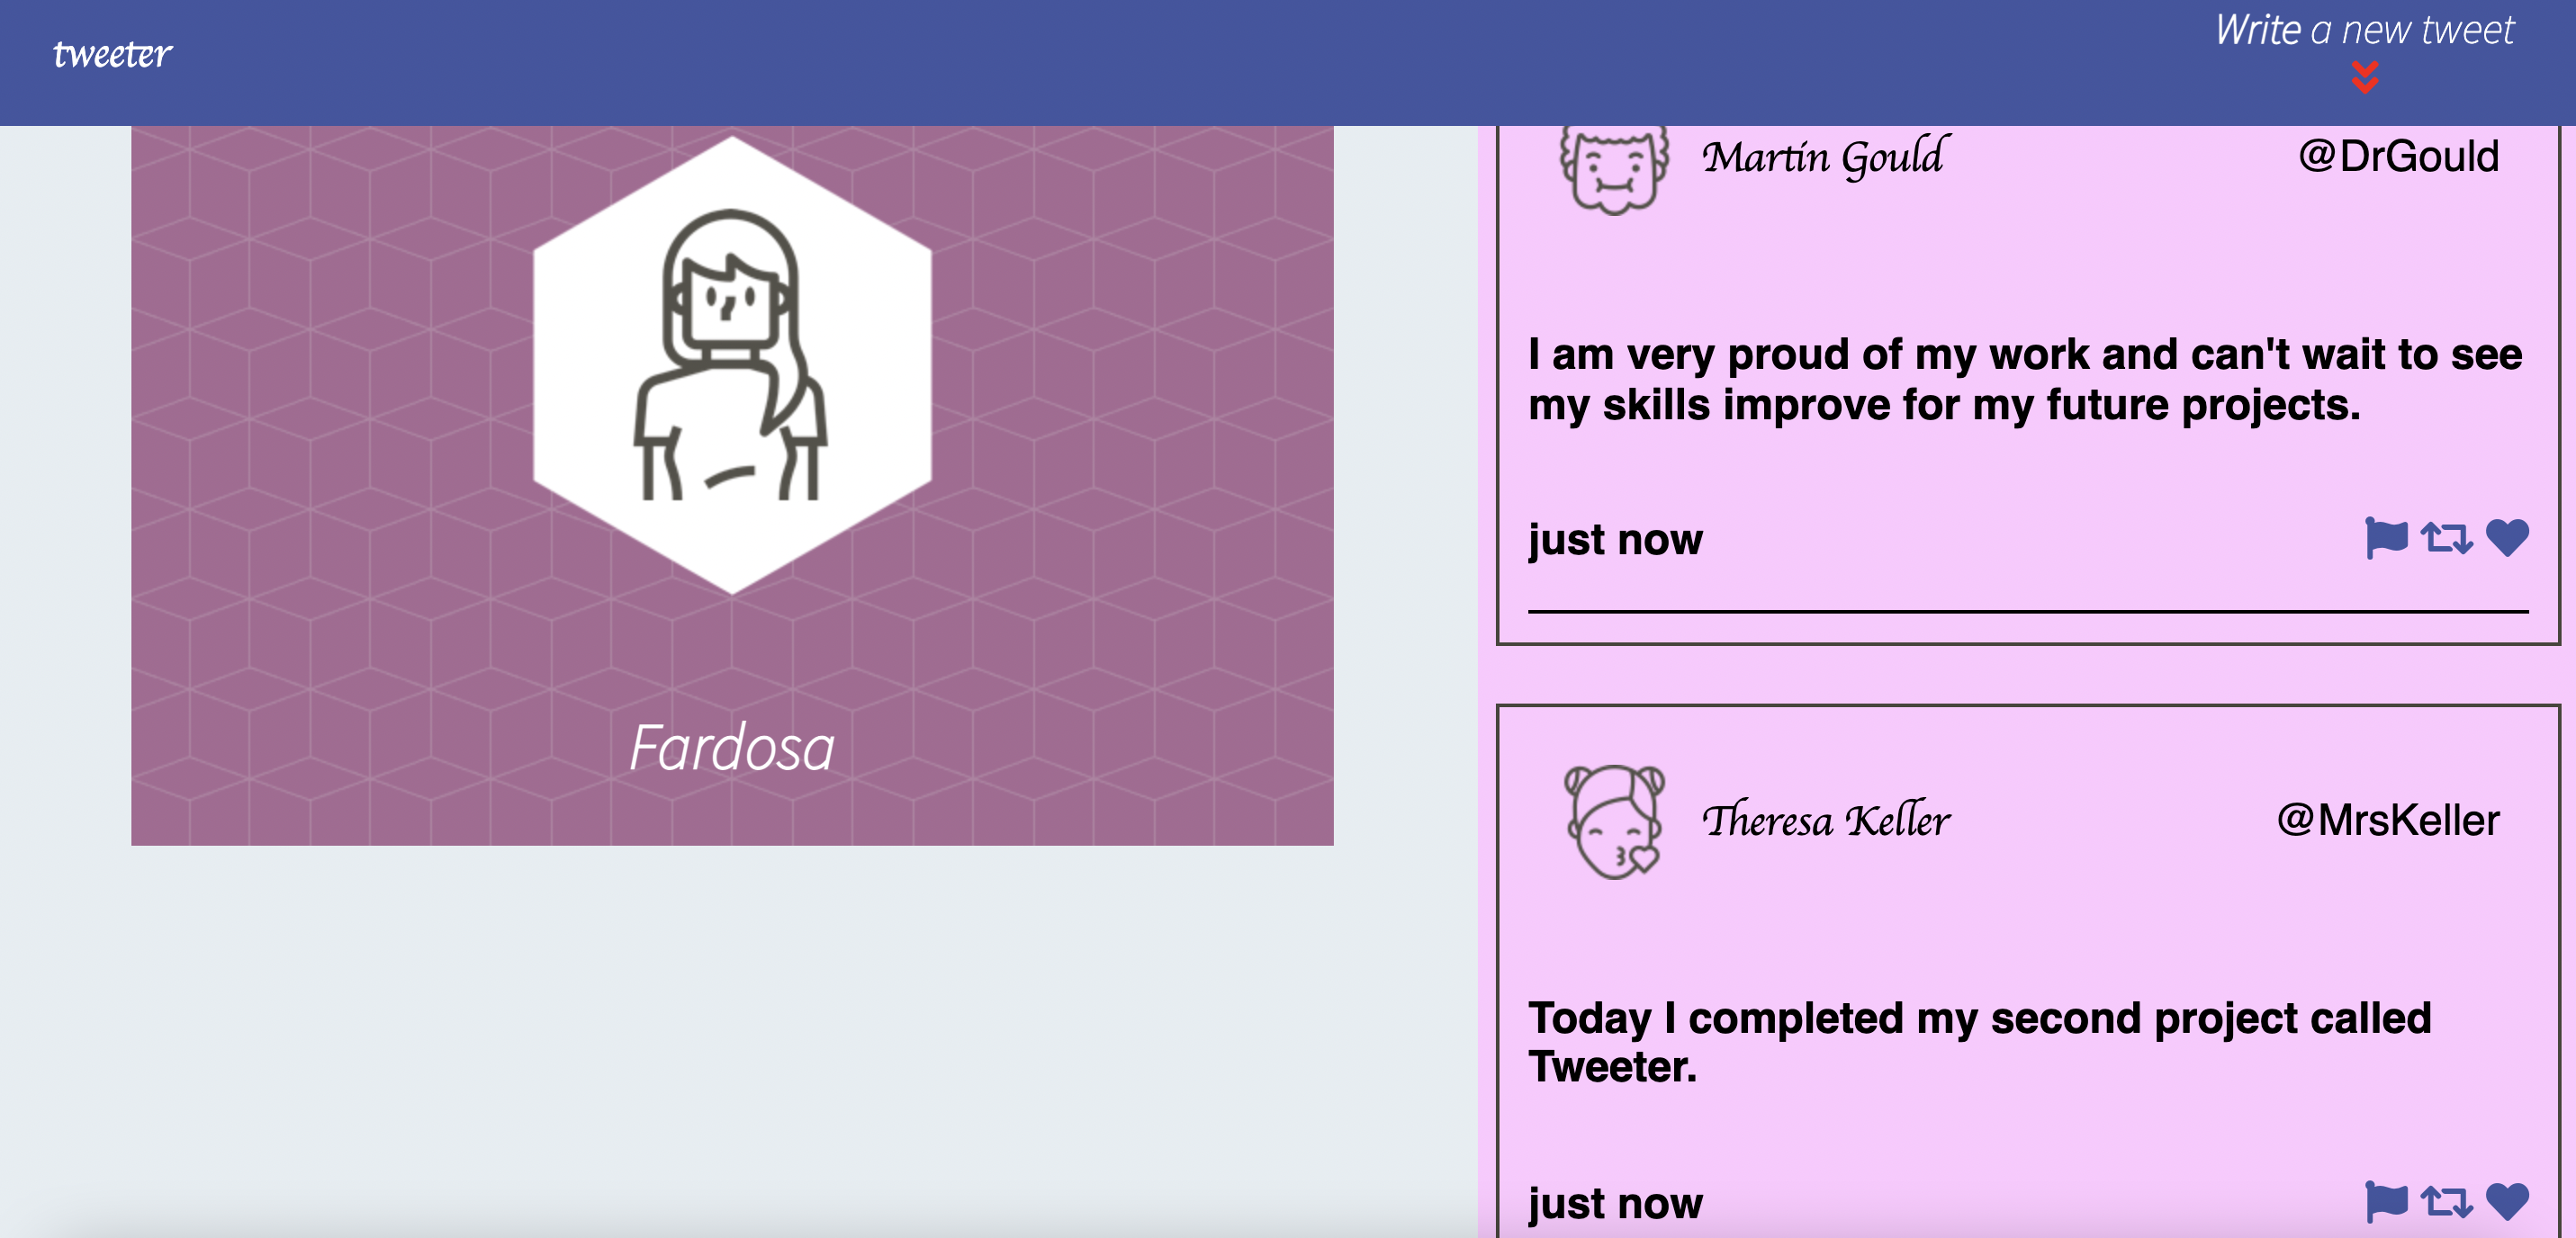 tweeter
Write a new tweet
Fardosa
Martin Gould
@DrGould
I am very proud of my work and can't wait to see
my skills improve for my future projects.
just now
Theresa Keller
@MrsKeller
Today I completed my second project called
Tweeter.
just now